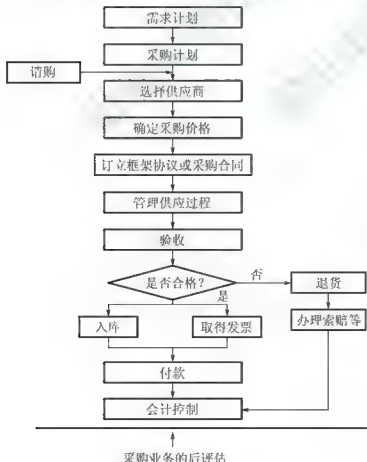 需求计划
采购计划
请购
选择供应商
确定采购价格
订立框架协议或采购合同
管理供应过程
验收
是否合格?
否
退货
是
入库
取得发票
办理索赔等
付款
会计控制
采购业务的后评估